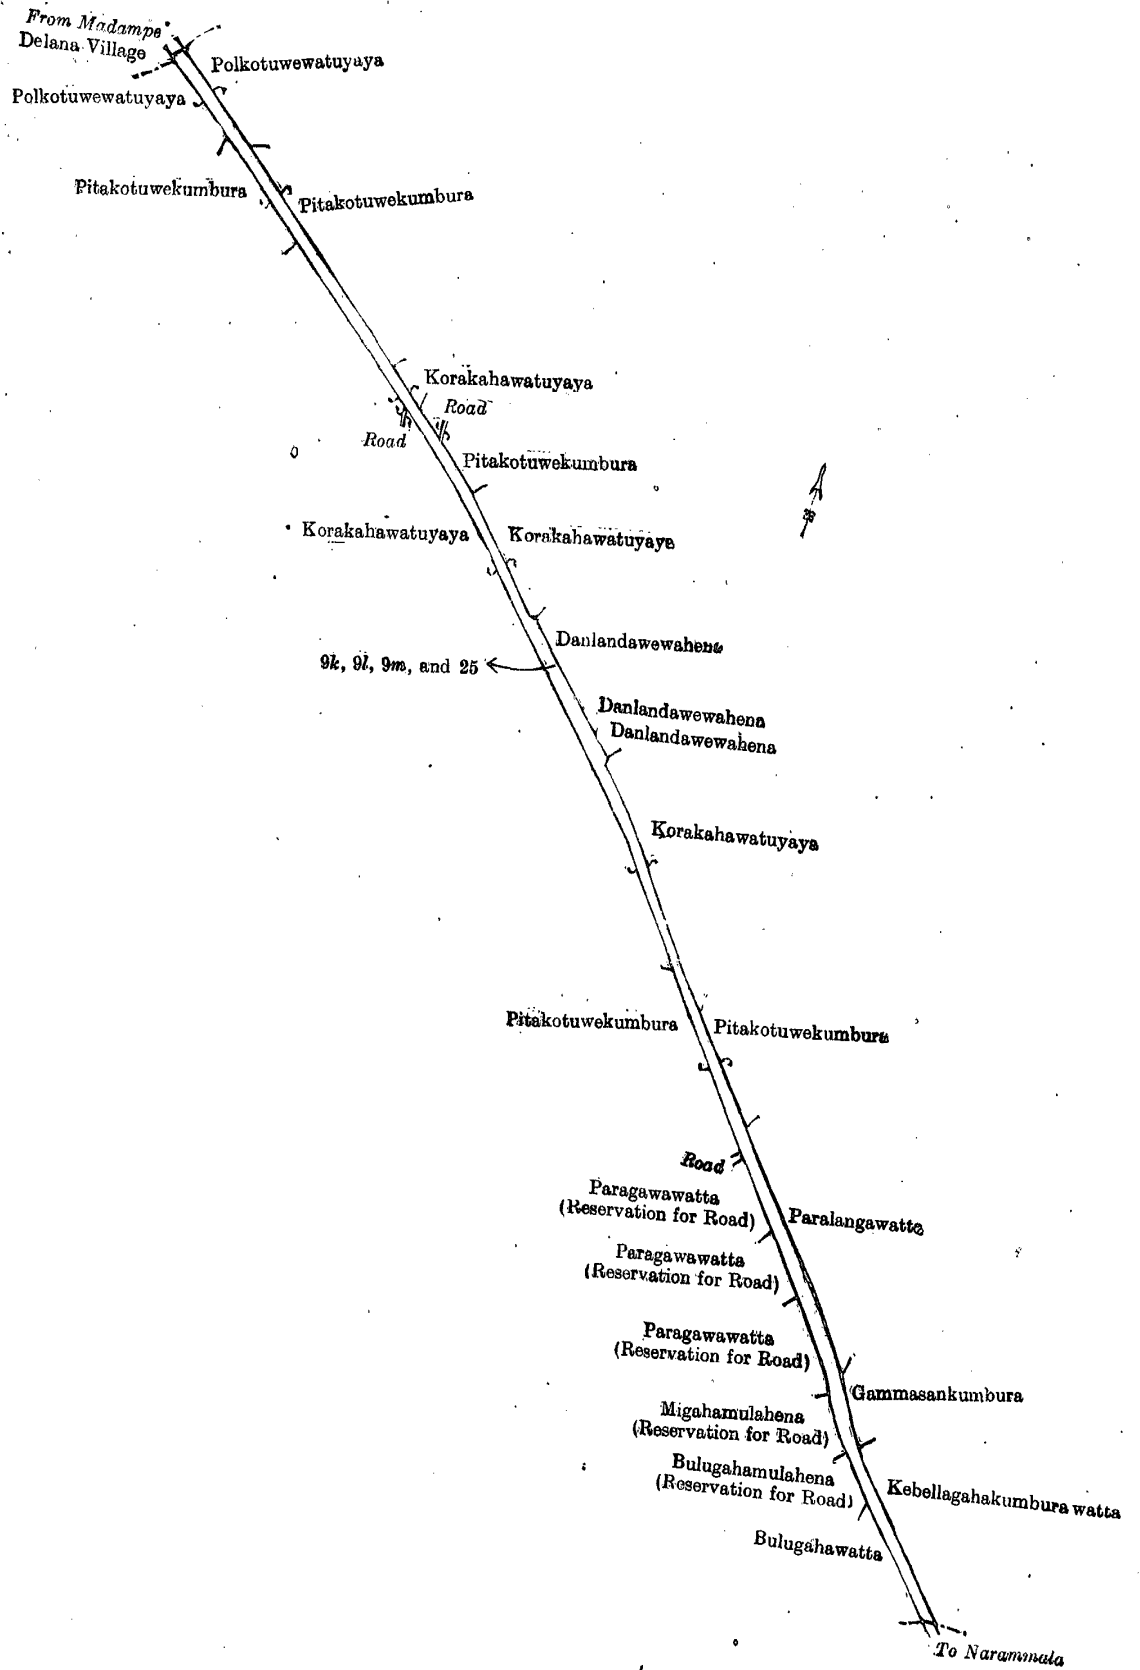 From Madampe
Delana Village
Polkotuwewatuyaya
Polkotuwewatuyaya
Pitakotuwekumbura
Pitakotuwekumbura
Korakahawatuyaya
Road
Road
Pitakotuwekumbura
Korakahawatuyaya
Korakahawatuyaya
Danlandawewahena
9k, 9l, 9m, and 25
Danlandawewahena
Danlandawewahena
Korakahawatuyaya
Pitakotuwekumbura
Pitakotuwekumbura
Road
Paragawawatta
(Reservation for Road)
Paralangawatta
Paragawawatta
(Reservation for Road)
Paragawawatta
(Reservation for Road)
Gammasankumbura
Migahamulahena
(Reservation for Road)
Bulugahamulahena
(Reservation for Road)
Kebellagahakumbura watta
Bulugahawatta
To Narammala